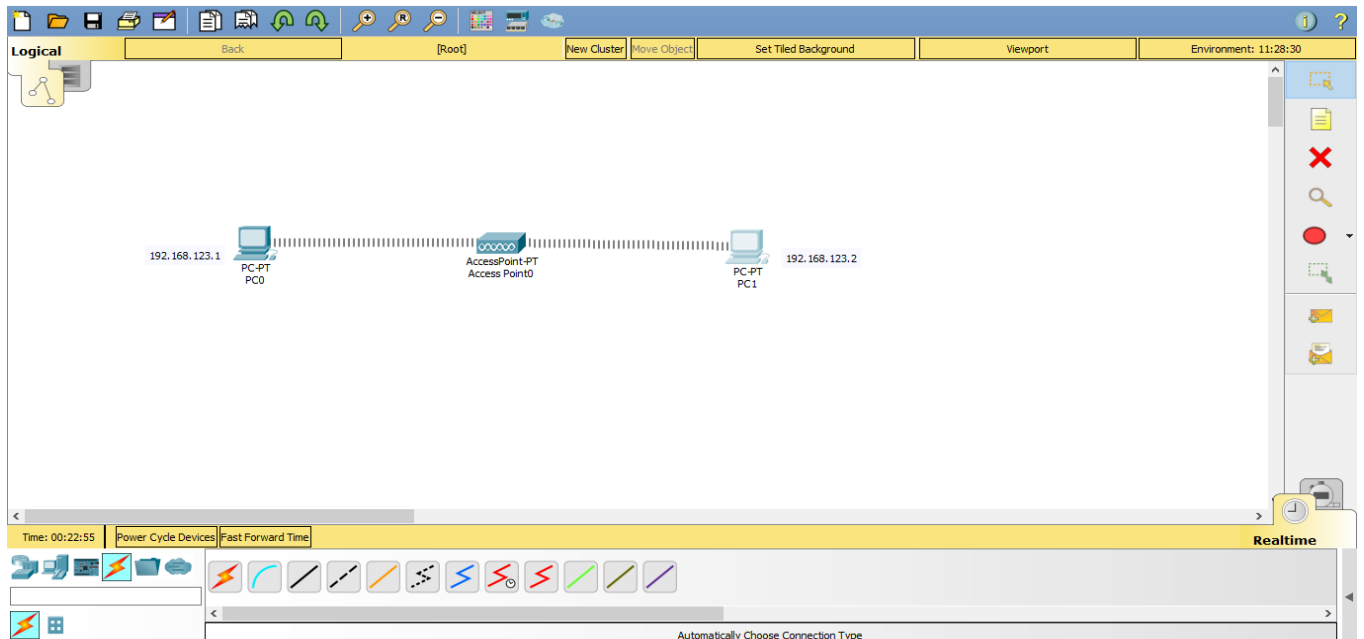 Logical
Back
[Root]
New Cluster
Move Object
Set Tiled Background
Viewport
Environment: 11:28:30
192.168.123.1
PC-PT
PC0
AccessPoint-PT
Access Point0
PC-PT
PC1
192.168.123.2
Time: 00:22:55
Power Cycle Devices
Fast Forward Time
Realtime
Automatically Choose Connection Type